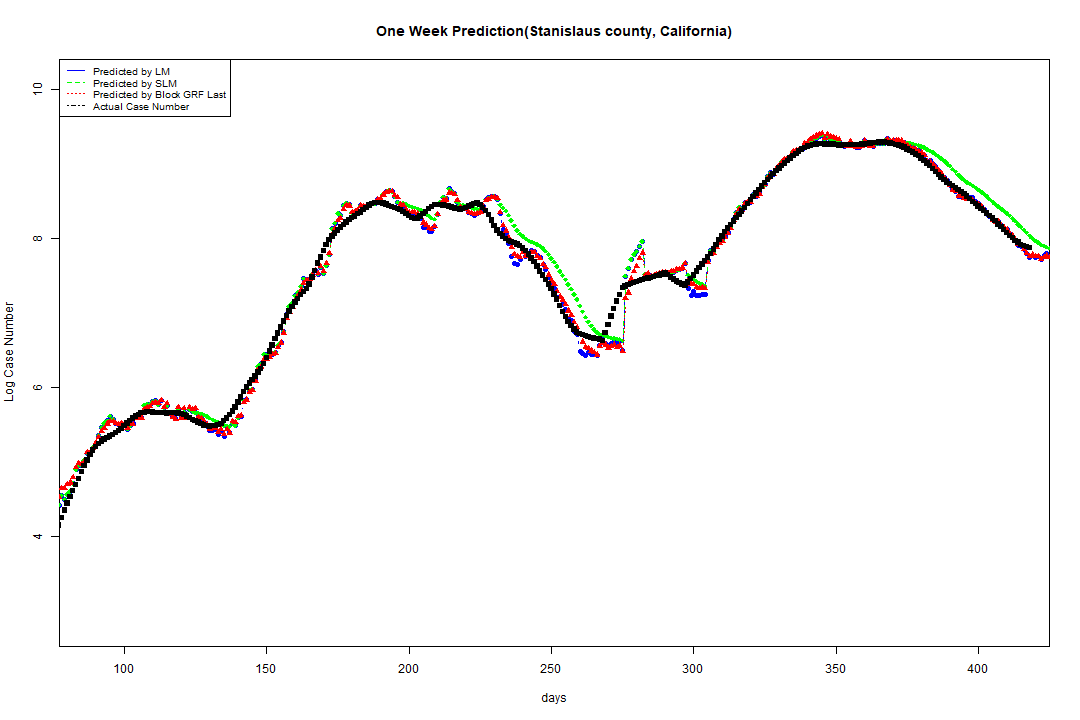 One Week Prediction(Stanislaus county, California)
Predicted by LM
Predicted by SLM
Predicted by Block GRF Last
Actual Case Number
10
8
6
4
Log Case Number
100 150 200 250 300 350 400
days